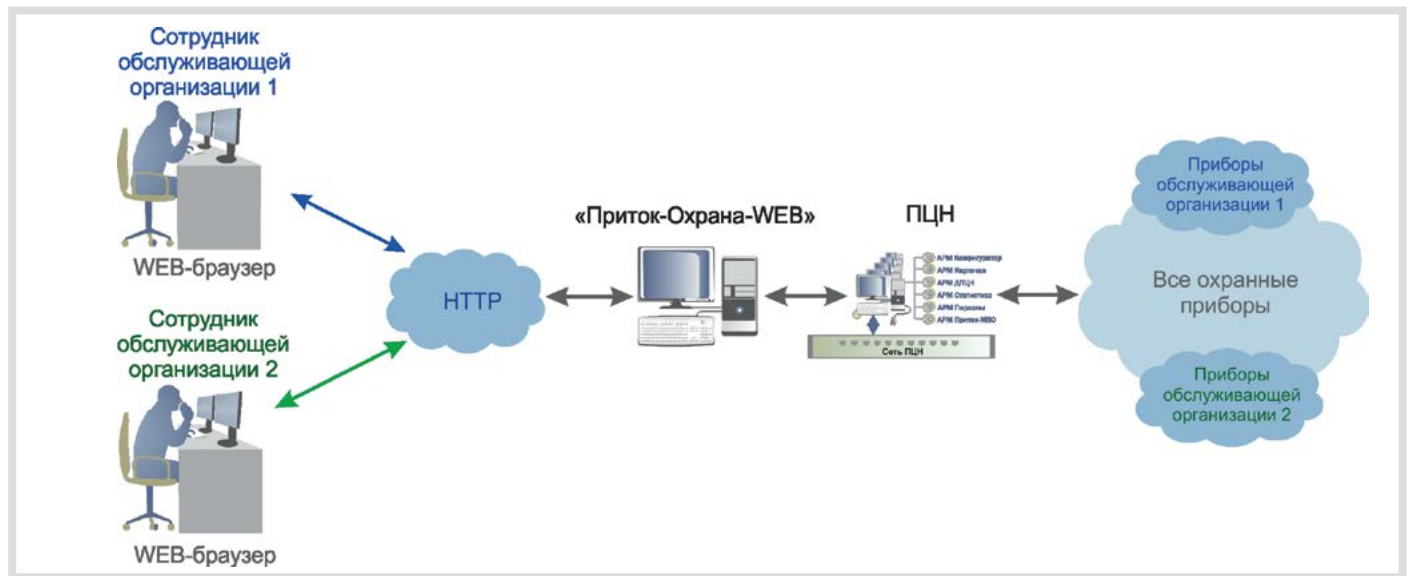 Сотрудник
обслуживающей
организации 1
WEB-браузер
Сотрудник
обслуживающей
организации 2
WEB-браузер
HTTP
«Приток-Охрана-WEB»
ПЦН
АРМ Конфигуратор
АРМ Карточка
АРМ ДПЦН
АРМ Статистика
АРМ
АРМ Приток-МПО
Сеть ПЦН
Приборы
обслуживающей
организации 1
Все охранные
приборы
Приборы
обслуживающей
организации 2